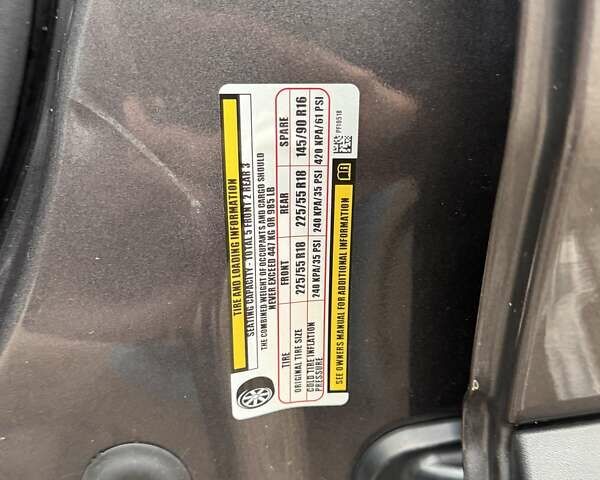 TIRE AND LOADING INFORMATION
SEATING CAPACITY - TOTAL 5 FRONT 2 REAR 3
THE COMBINED WEIGHT OF OCCUPANTS AND CARGO SHOULD
NEVER EXCEED 447 KG OR 985 LB
TIRE FRONT REAR SPARE
ORIGINAL TIRE SIZE 225/55 R18 225/55 R18 145/90 R16
COLD TIRE INFLATION PRESSURE 240 KPA/35 PSI 240 KPA/35 PSI 420 KPA/61 PSI
SEE OWNERS MANUAL FOR ADDITIONAL INFORMATION
PF10518